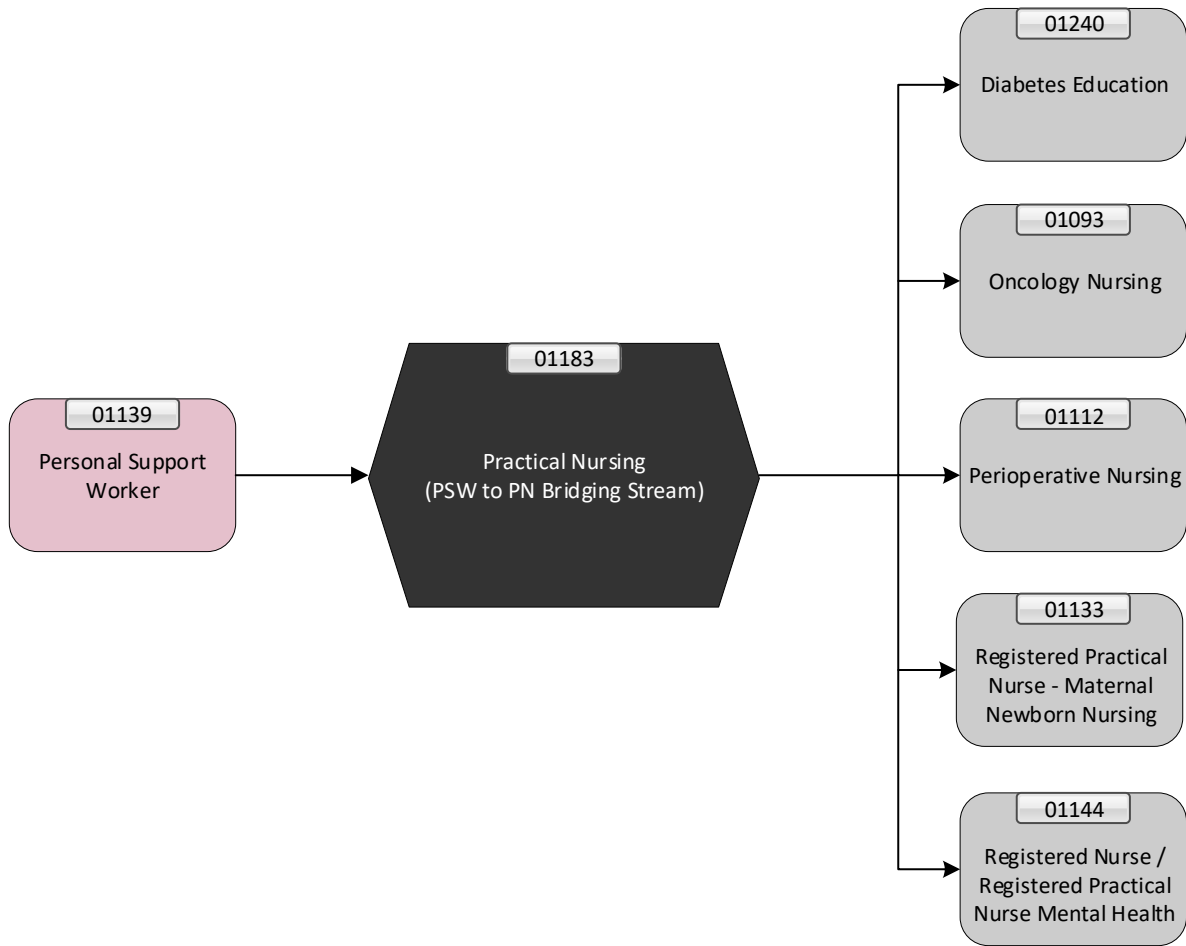 01240
Diabetes Education
01093
Oncology Nursing
01183
01139
Personal Support
Worker
Practical Nursing
(PSW to PN Bridging Stream)
01112
Perioperative Nursing
01133
Registered Practical
Nurse - Maternal
Newborn Nursing
01144
Registered Nurse /
Registered Practical
Nurse Mental Health